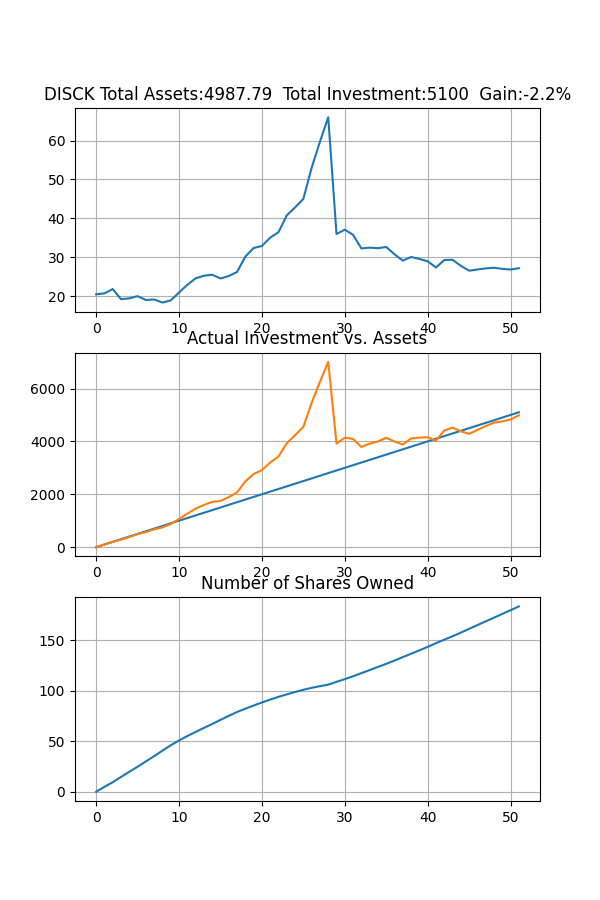 DISCK Total Assets:4987.79  Total Investment:5100  Gain:-2.2%
60
50
40
30
20
0 10 20 30 40 50
Actual Investment vs. Assets
6000
4000
2000
0
0 10 20 30 40 50
Number of Shares Owned
150
100
50
0
0 10 20 30 40 50